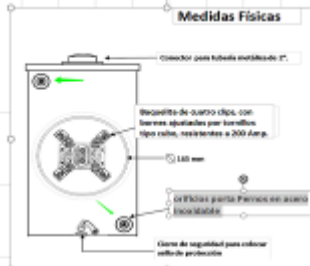 Medidas Físicas
Conector para tubería metálica de 2".
Baquelita de cuatro clips, con
bornes ajustados por tornillos
tipo cubo, resistentes a 200 Amp.
165 mm
orificios porta Pernos en acero
inoxidable
Cierre de seguridad para colocar
sello de protección